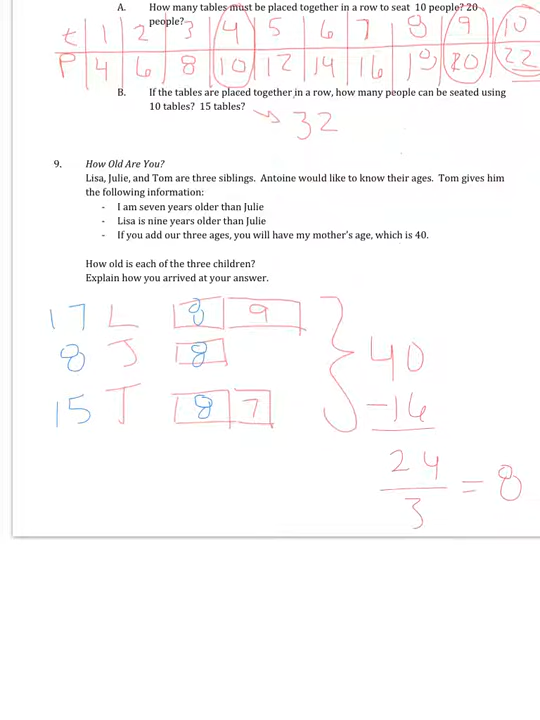 A. How many tables must be placed together in a row to seat 10 people? 20
people?
t 1 2 3 4 5 6 7 8 9 10
P 4 6 8 10 12 14 16 18 20 22
B. If the tables are placed together in a row, how many people can be seated using
10 tables? 15 tables?
32
9. How Old Are You?
Lisa, Julie, and Tom are three siblings. Antoine would like to know their ages. Tom gives him
the following information:
- I am seven years older than Julie
- Lisa is nine years older than Julie
- If you add our three ages, you will have my mother's age, which is 40.
How old is each of the three children?
Explain how you arrived at your answer.
17 L 8 9
8 J 8
40
15 T 8 7
-16
24
3
= 8